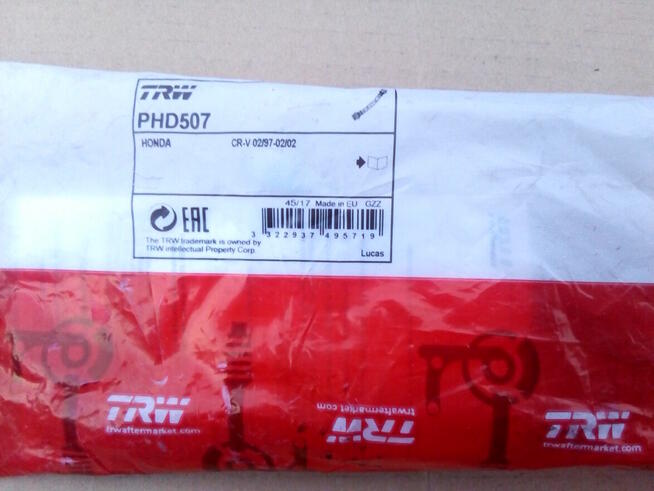 TRW
PHD507
HONDA CR-V 02/97-02/02
45/17 Made in EU GZZ
EAC
3 322937 495719
The TRW trademark is owned by
TRW Intellectual Property Corp.
Lucas
TRW
trwaftermarket.com
trwaftermarket.com
TRW
TRW
trwaftermarket.com